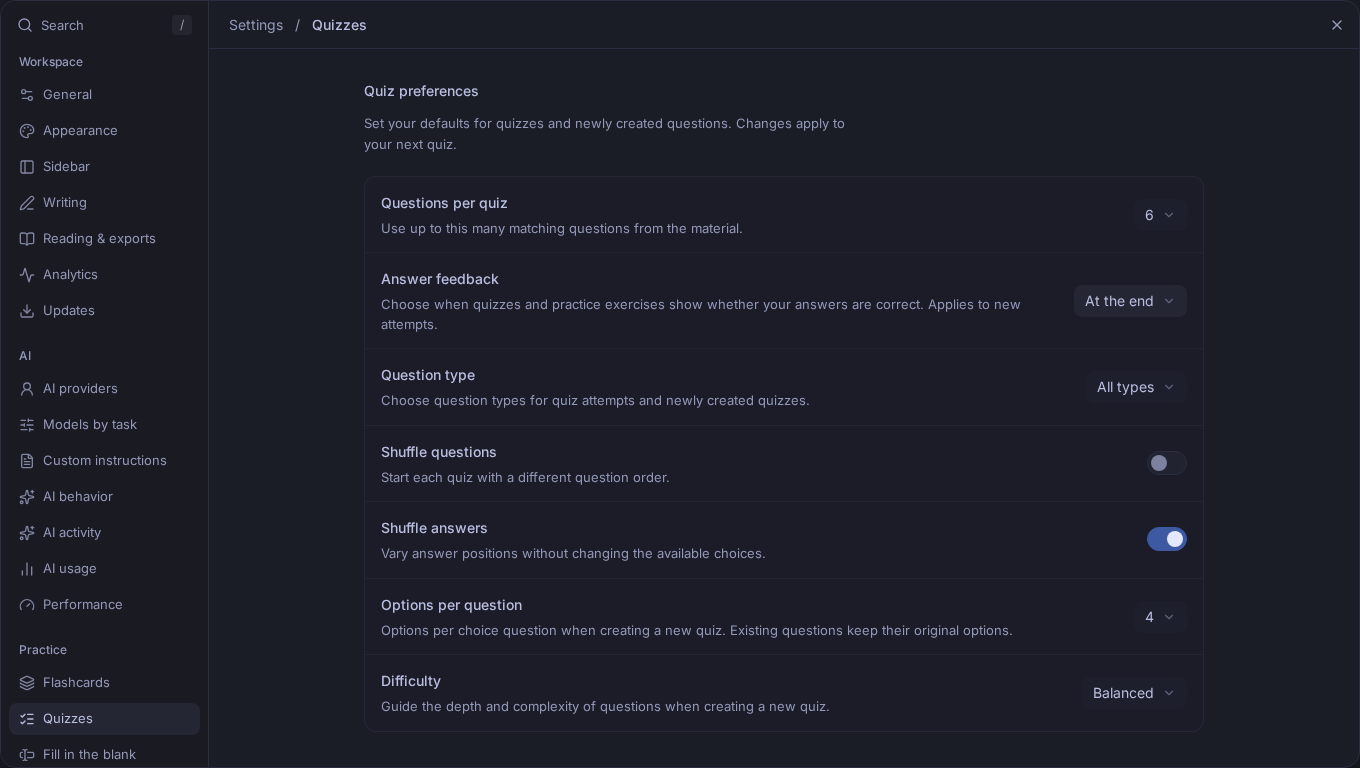 Search /
Workspace
General
Appearance
Sidebar
Writing
Reading & exports
Analytics
Updates
AI
AI providers
Models by task
Custom instructions
AI behavior
AI activity
AI usage
Performance
Practice
Flashcards
Quizzes
Fill in the blank
Settings / Quizzes
Quiz preferences
Set your defaults for quizzes and newly created questions. Changes apply to
your next quiz.
Questions per quiz
Use up to this many matching questions from the material.
6
Answer feedback
Choose when quizzes and practice exercises show whether your answers are correct. Applies to new
attempts.
At the end
Question type
Choose question types for quiz attempts and newly created quizzes.
All types
Shuffle questions
Start each quiz with a different question order.
Shuffle answers
Vary answer positions without changing the available choices.
Options per question
Options per choice question when creating a new quiz. Existing questions keep their original options.
4
Difficulty
Guide the depth and complexity of questions when creating a new quiz.
Balanced